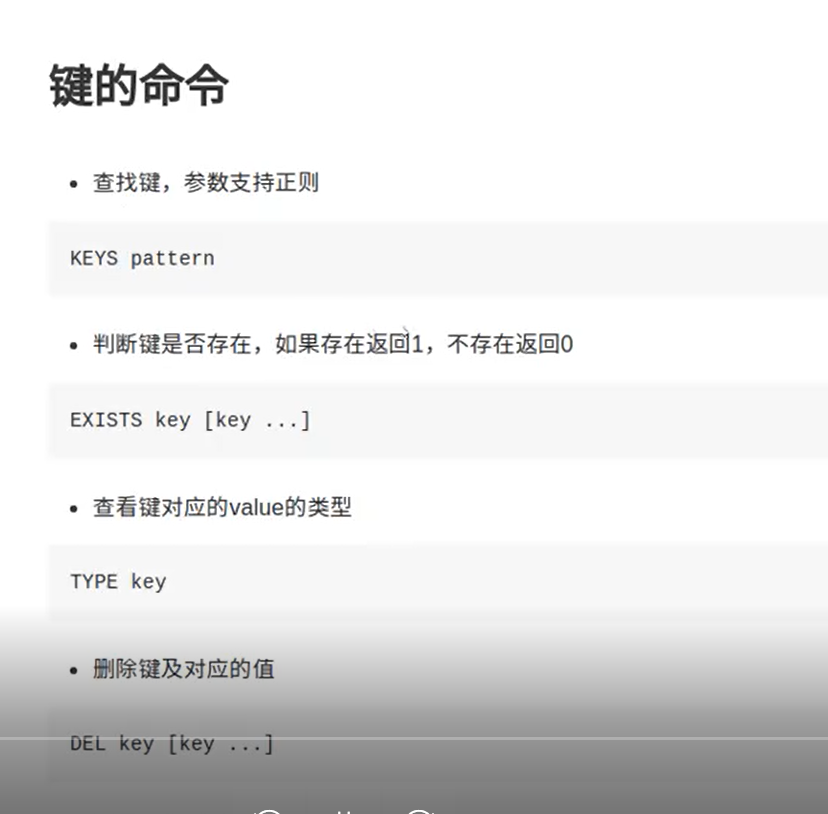 键的命令
查找键，参数支持正则
KEYS pattern
判断键是否存在，如果存在返回1，不存在返回0
EXISTS key [key ...]
查看键对应的value的类型
TYPE key
删除键及对应的值
DEL key [key ...]